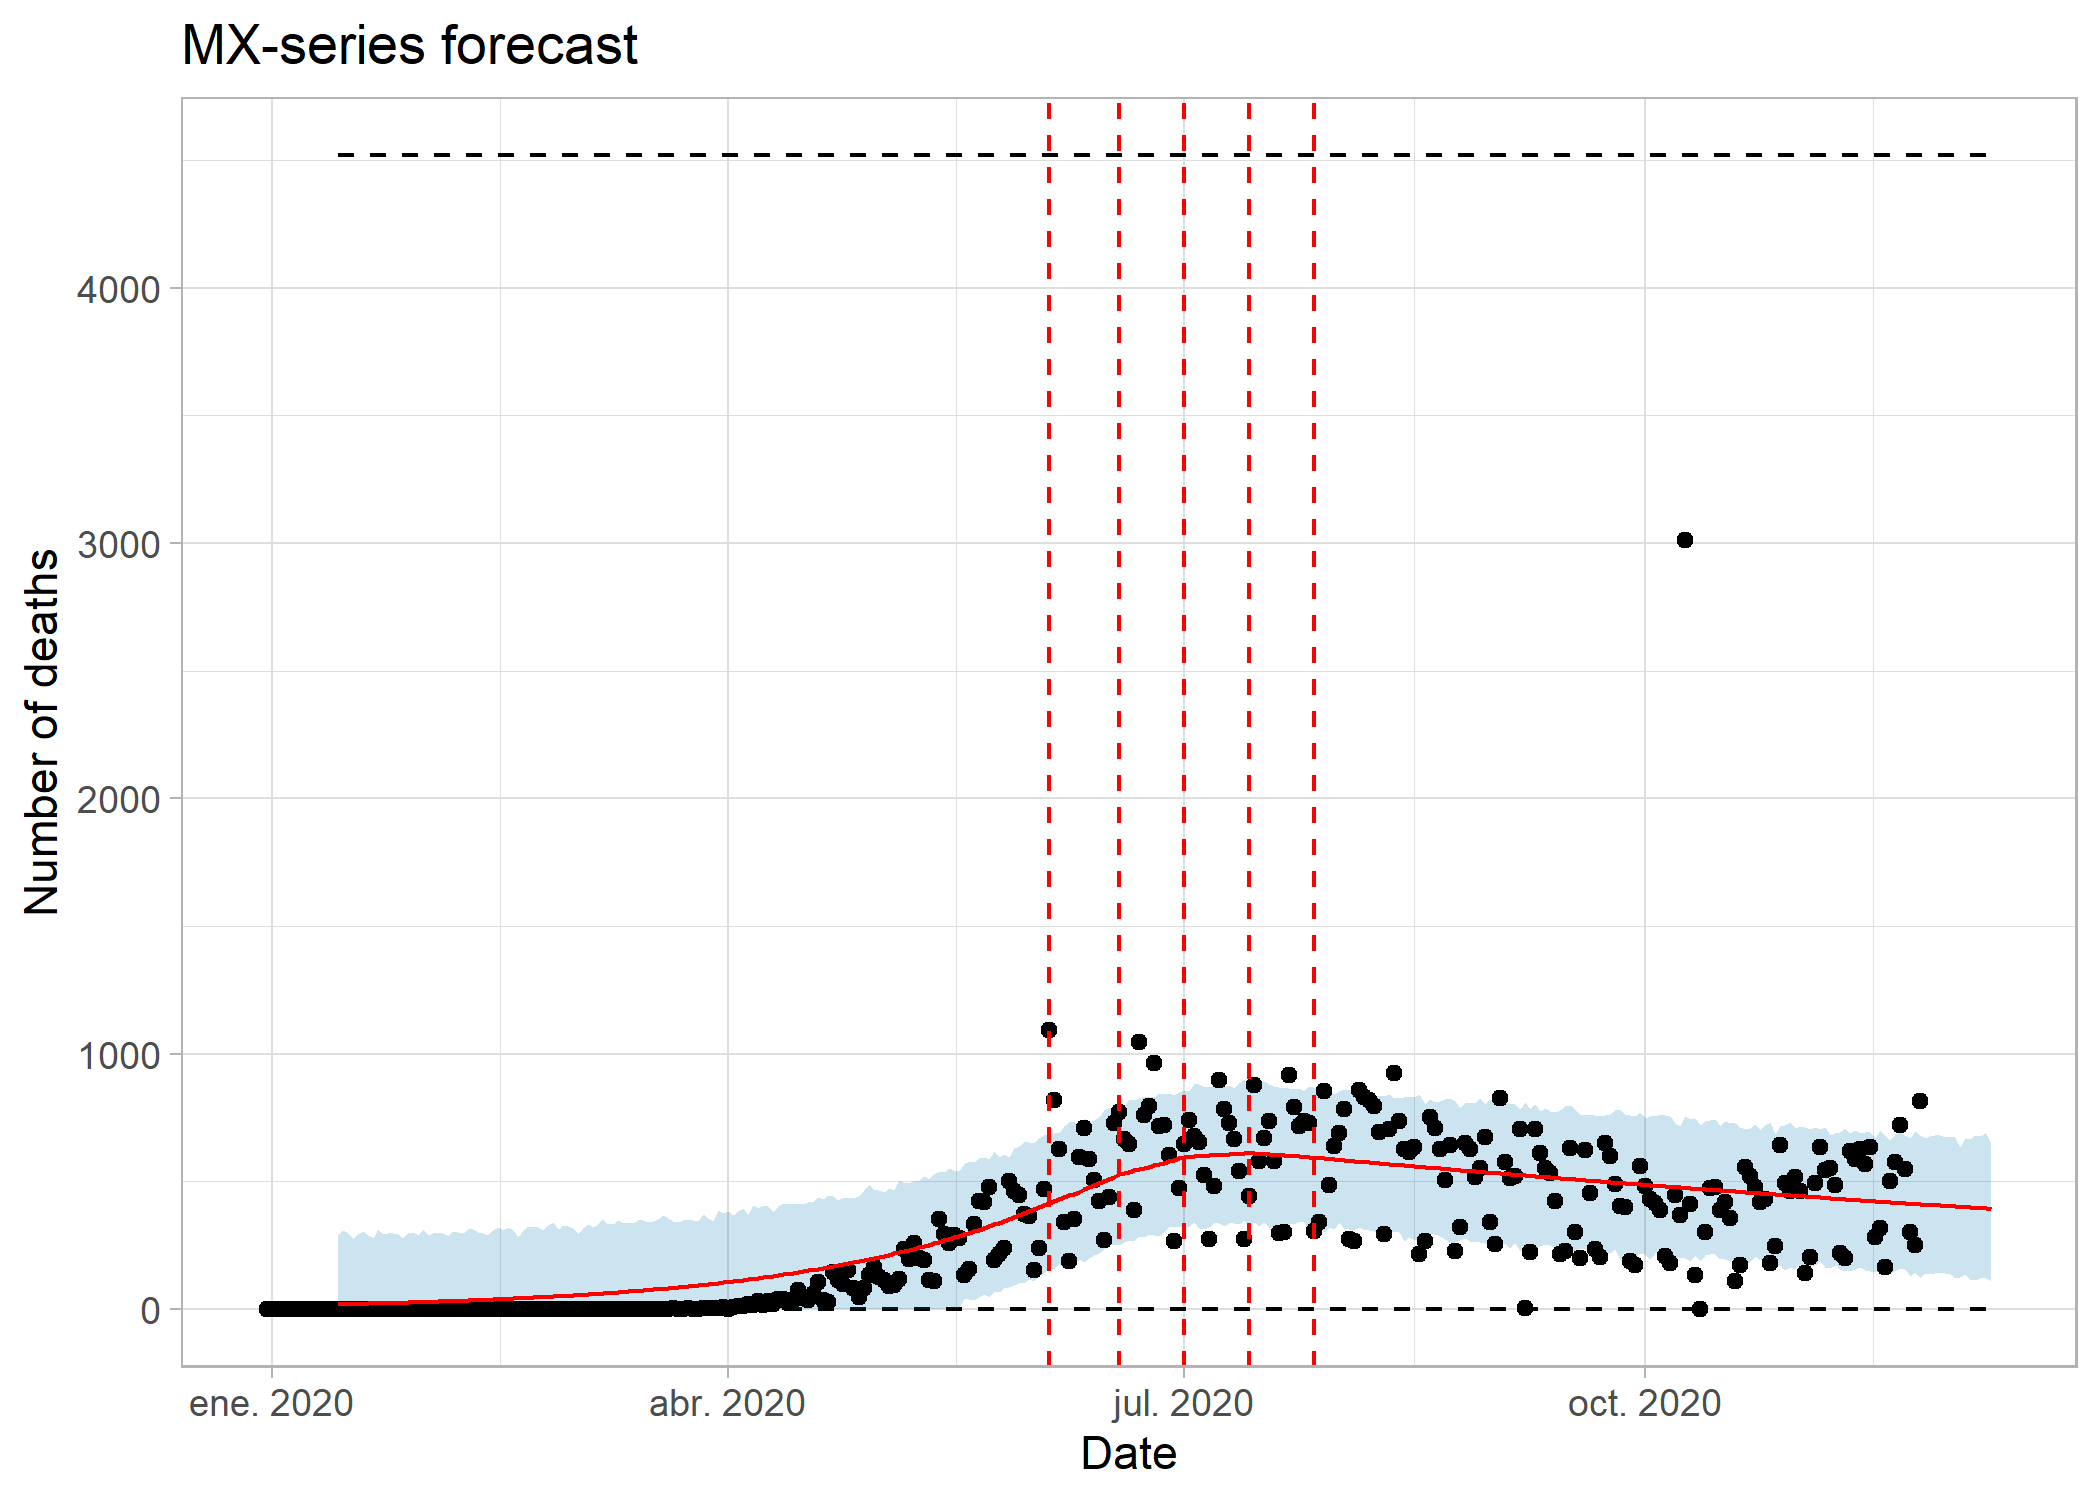 MX-series forecast
Number of deaths
4000
3000
2000
1000
0
ene. 2020
abr. 2020
jul. 2020
oct. 2020
Date